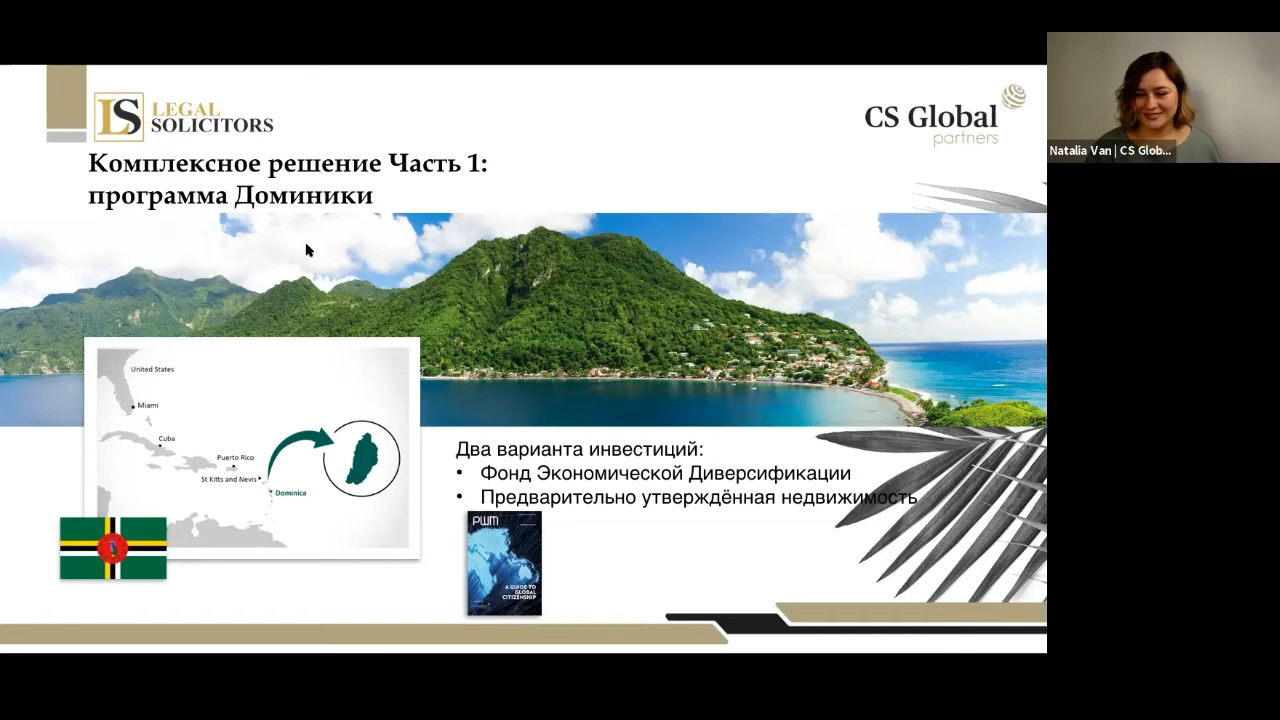 LS LEGAL
SOLICITORS
CS Global
partners
Natalia Van | CS Glob...
Комплексное решение Часть 1:
программа Доминики
United States
Miami
Cuba
Puerto Rico
St Kitts and Nevis
Dominica
Два варианта инвестиций:
• Фонд Экономической Диверсификации
• Предварительно утверждённая недвижимость
PWM
A GUIDE TO
GLOBAL
CITIZENSHIP